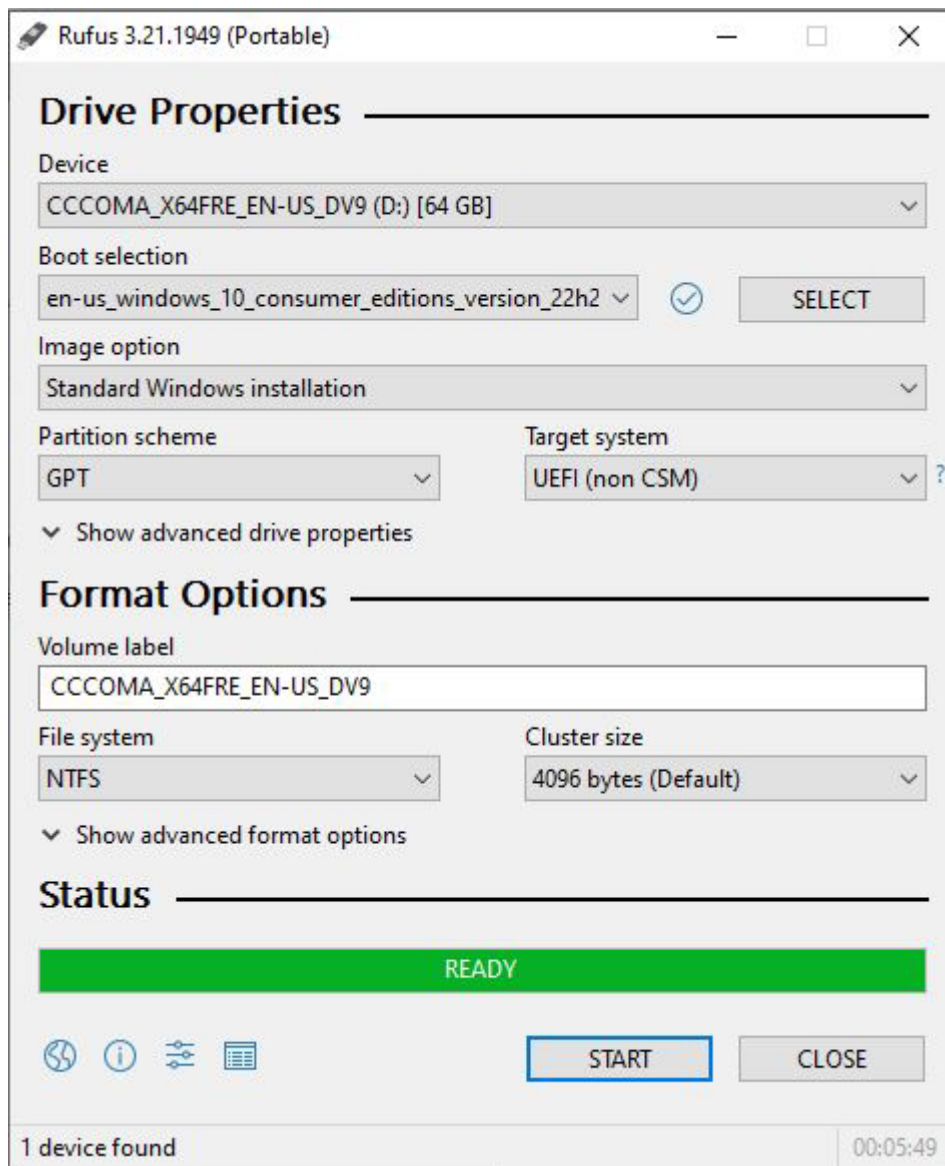 Rufus 3.21.1949 (Portable)
Drive Properties
Device
CCCOMA_X64FRE_EN-US_DV9 (D:) [64 GB]
Boot selection
en-us_windows_10_consumer_editions_version_22h2
SELECT
Image option
Standard Windows installation
Partition scheme
Target system
GPT
UEFI (non CSM)
?
Show advanced drive properties
Format Options
Volume label
CCCOMA_X64FRE_EN-US_DV9
File system
Cluster size
NTFS
4096 bytes (Default)
Show advanced format options
Status
READY
START
CLOSE
1 device found
00:05:49